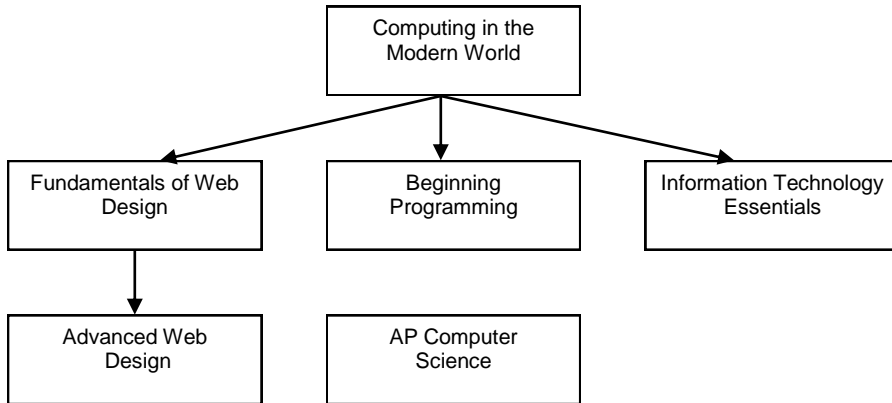 Computing in the
Modern World
Fundamentals of Web
Design
Beginning
Programming
Information Technology
Essentials
Advanced Web
Design
AP Computer
Science